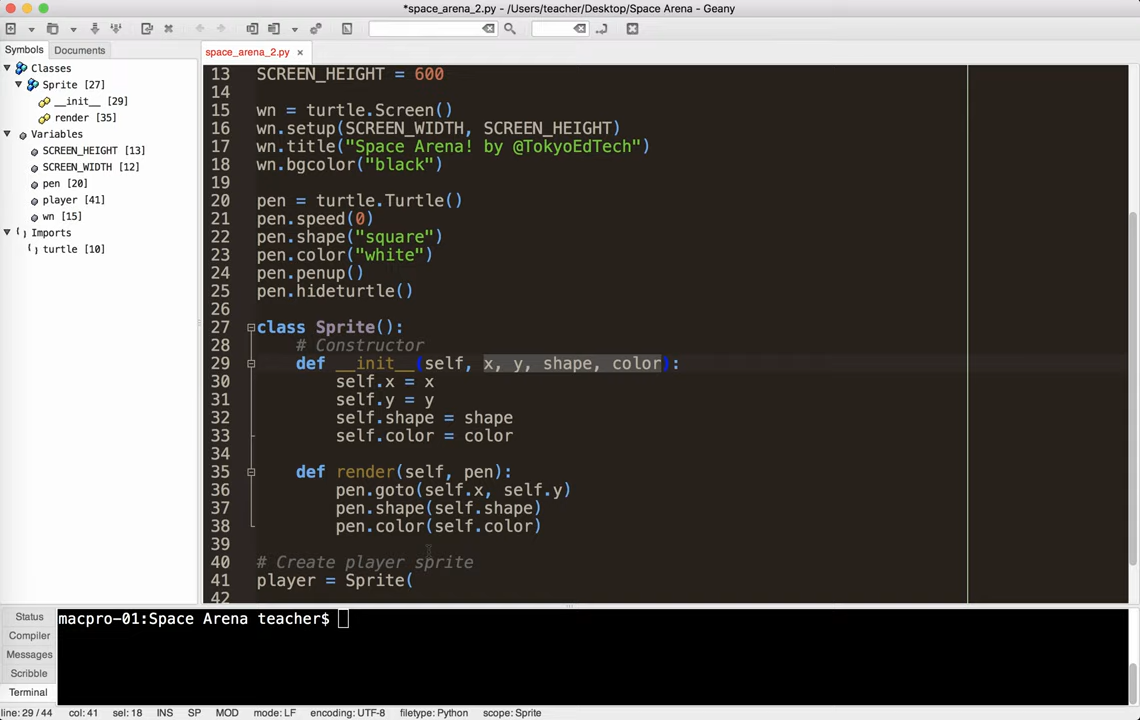 *space_arena_2.py - /Users/teacher/Desktop/Space Arena - Geany
Symbols Documents
space_arena_2.py ×
Classes
Sprite [27]
__init__ [29]
render [35]
Variables
SCREEN_HEIGHT [13]
SCREEN_WIDTH [12]
pen [20]
player [41]
wn [15]
Imports
turtle [10]
13 SCREEN_HEIGHT = 600
14
15 wn = turtle.Screen()
16 wn.setup(SCREEN_WIDTH, SCREEN_HEIGHT)
17 wn.title("Space Arena! by @TokyoEdTech")
18 wn.bgcolor("black")
19
20 pen = turtle.Turtle()
21 pen.speed(0)
22 pen.shape("square")
23 pen.color("white")
24 pen.penup()
25 pen.hideturtle()
26
27 class Sprite():
28 # Constructor
29 def __init__(self, x, y, shape, color):
30 self.x = x
31 self.y = y
32 self.shape = shape
33 self.color = color
34
35 def render(self, pen):
36 pen.goto(self.x, self.y)
37 pen.shape(self.shape)
38 pen.color(self.color)
39
40 # Create player sprite
41 player = Sprite(
42
Status
Compiler
Messages
Scribble
Terminal
macpro-01:Space Arena teacher$
line: 29 / 44 col: 41 sel: 18 INS SP MOD mode: LF encoding: UTF-8 filetype: Python scope: Sprite